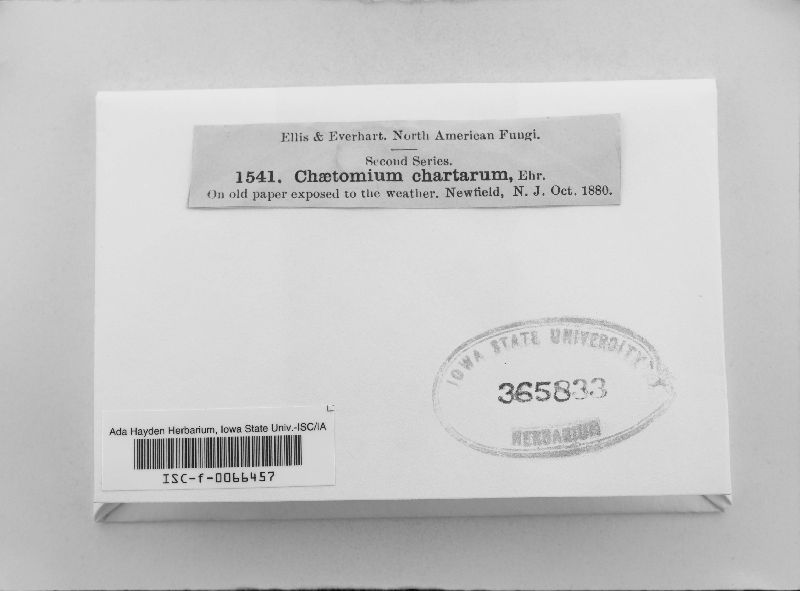 Ellis & Everhart. North American Fungi.
Second Series.
1541. Chætomium chartarum, Ehr.
On old paper exposed to the weather. Newfield, N. J. Oct. 1880.
IOWA STATE UNIVERSITY
365833
HERBARIUM
Ada Hayden Herbarium, Iowa State Univ.-ISC/IA
ISC-f-0066457